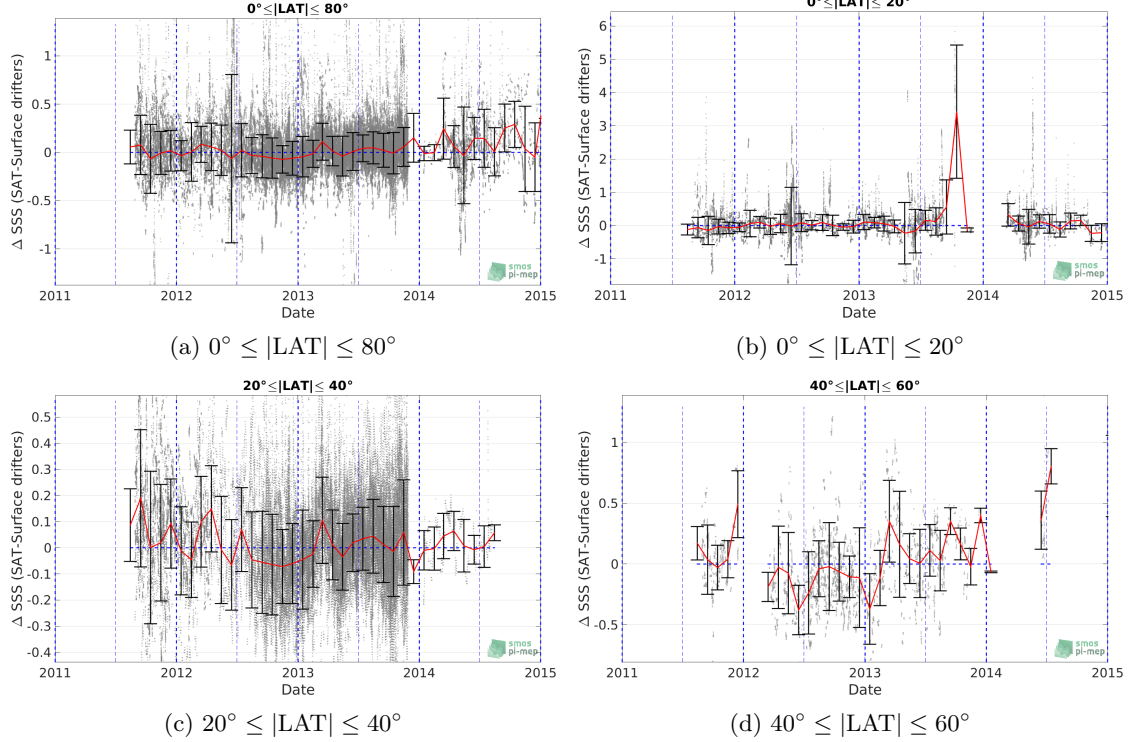 0°≤|LAT|≤ 80°
Δ SSS (SAT-Surface drifters)
1
0.5
0
-0.5
-1
smos
pi-mep
2011 2012 2013 2014 2015
Date
(a) 0° ≤ |LAT| ≤ 80°
0°≤|LAT|≤ 20°
Δ SSS (SAT-Surface drifters)
6
5
4
3
2
1
0
-1
smos
pi-mep
2011 2012 2013 2014 2015
Date
(b) 0° ≤ |LAT| ≤ 20°
20°≤|LAT|≤ 40°
Δ SSS (SAT-Surface drifters)
0.5
0.4
0.3
0.2
0.1
0
-0.1
-0.2
-0.3
-0.4
smos
pi-mep
2011 2012 2013 2014 2015
Date
(c) 20° ≤ |LAT| ≤ 40°
40°≤|LAT|≤ 60°
Δ SSS (SAT-Surface drifters)
1
0.5
0
-0.5
smos
pi-mep
2011 2012 2013 2014 2015
Date
(d) 40° ≤ |LAT| ≤ 60°